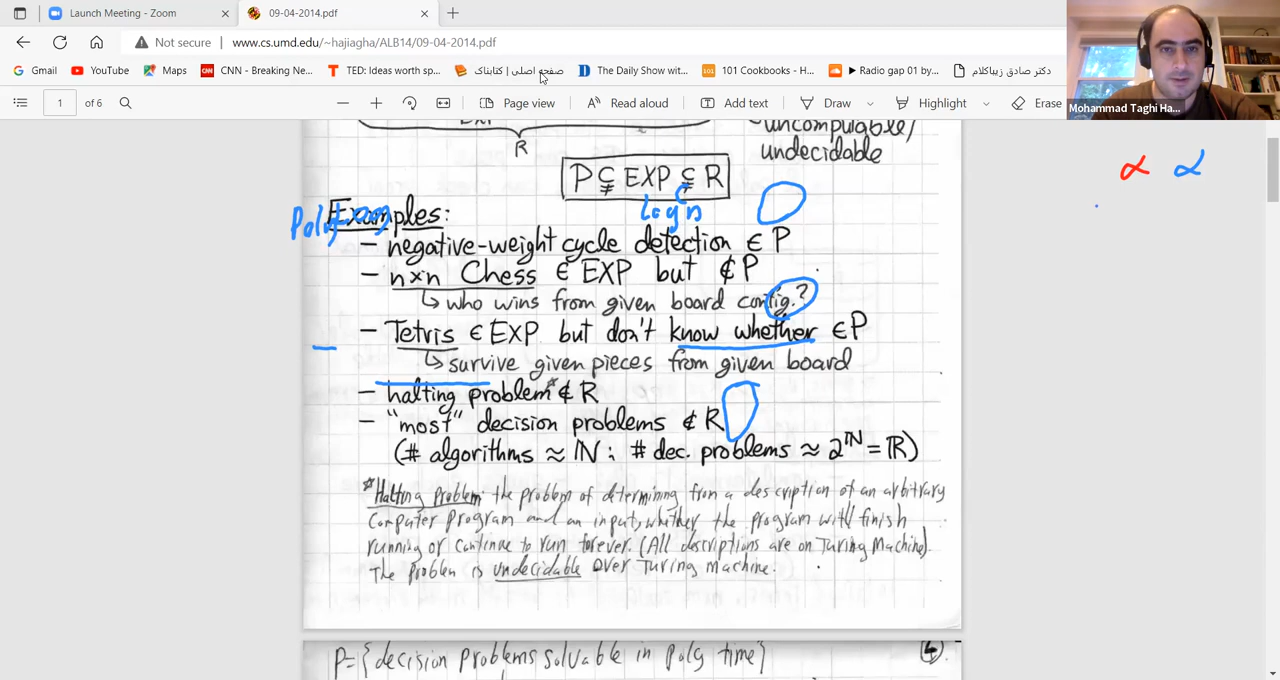 Launch Meeting - Zoom
09-04-2014.pdf
Not secure
www.cs.umd.edu/~hajiagha/ALB14/09-04-2014.pdf
Gmail
YouTube
Maps
CNN - Breaking Ne...
TED: Ideas worth sp...
صفحه اصلی | کتابناک
The Daily Show wit...
101 Cookbooks - H...
Radio gap 01 by...
دکتر صادق زیباکلام
1
of 6
Page view
Read aloud
Add text
Draw
Highlight
Erase
Mohammad Taghi Ha...
EXP
R
uncomputable/
undecidable
P ⊊ EXP ⊊ R
Log n
α α
Examples:
– negative-weight cycle detection ∈ P
– n×n Chess ∈ EXP but ∉ P
↳ who wins from given board config.?
– Tetris ∈ EXP but don't know whether ∈ P
↳ survive given pieces from given board
– halting problem* ∉ R
– "most" decision problems ∉ R
(# algorithms ≈ ℕ; # dec. problems ≈ 2^ℕ = ℝ)
*Halting Problem: the problem of determining from a description of an arbitrary
computer program and an input, whether the program will finish
running or continue to run forever. (All descriptions are on Turing Machine).
The problem is undecidable over Turing machine.
P = {decision problems solvable in poly time}
4